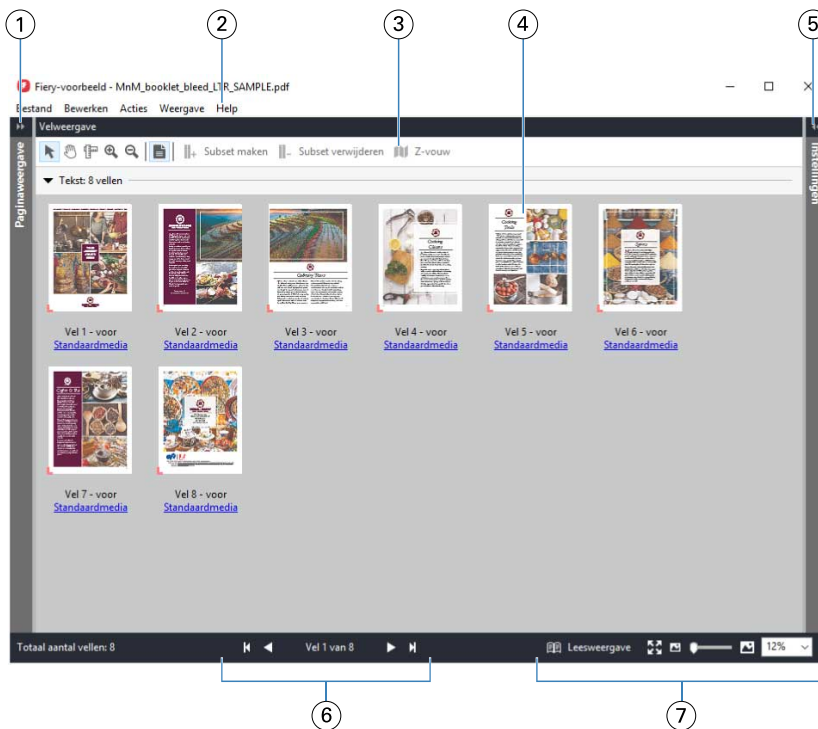 1
2
3
4
5
Fiery-voorbeeld - MnM_booklet_bleed_LTR_SAMPLE.pdf
Bestand Bewerken Acties Weergave Help
Velweergave
Paginaweergave
Instellingen
Subset maken Subset verwijderen Z-vouw
Tekst: 8 vellen
Vel 1 - voor Vel 2 - voor Vel 3 - voor Vel 4 - voor Vel 5 - voor Vel 6 - voor
Standaardmedia Standaardmedia Standaardmedia Standaardmedia Standaardmedia Standaardmedia
Vel 7 - voor Vel 8 - voor
Standaardmedia Standaardmedia
Totaal aantal vellen: 8 Vel 1 van 8 Leesweergave 12%
6
7